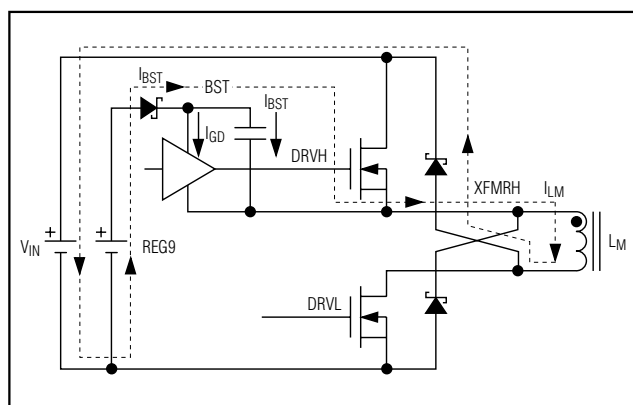 I_BST
BST
I_BST
I_GD
DRVH
XFMRH
I_LM
+
+
V_IN
REG9
L_M
DRVL